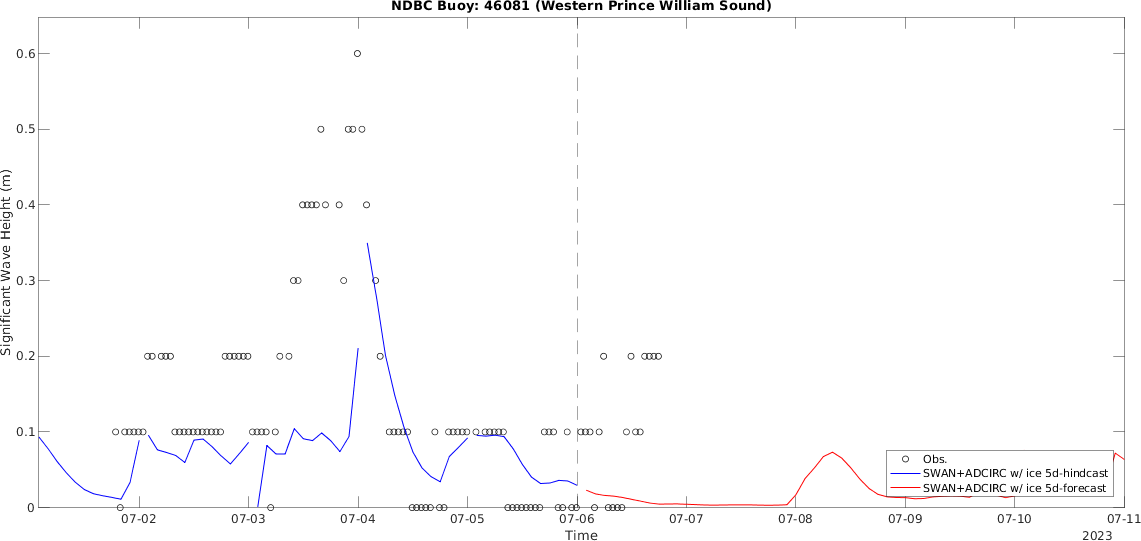 NDBC Buoy: 46081 (Western Prince William Sound)
Significant Wave Height (m)
0.6
0.5
0.4
0.3
0.2
0.1
0
Obs.
SWAN+ADCIRC w/ ice 5d-hindcast
SWAN+ADCIRC w/ ice 5d-forecast
07-02 07-03 07-04 07-05 07-06 07-07 07-08 07-09 07-10 07-11
Time
2023